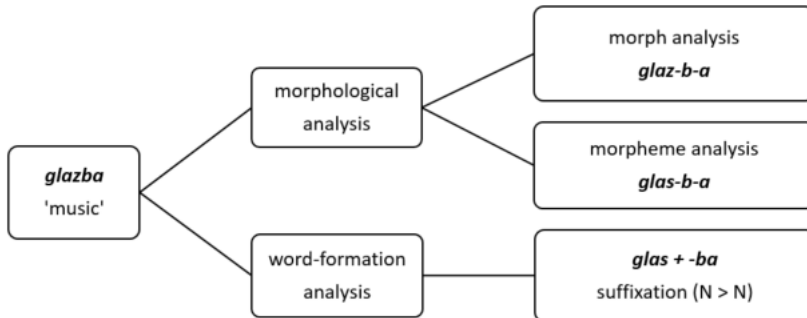 glazba
'music'
morphological
analysis
word-formation
analysis
morph analysis
glaz-b-a
morpheme analysis
glas-b-a
glas + -ba
suffixation (N > N)